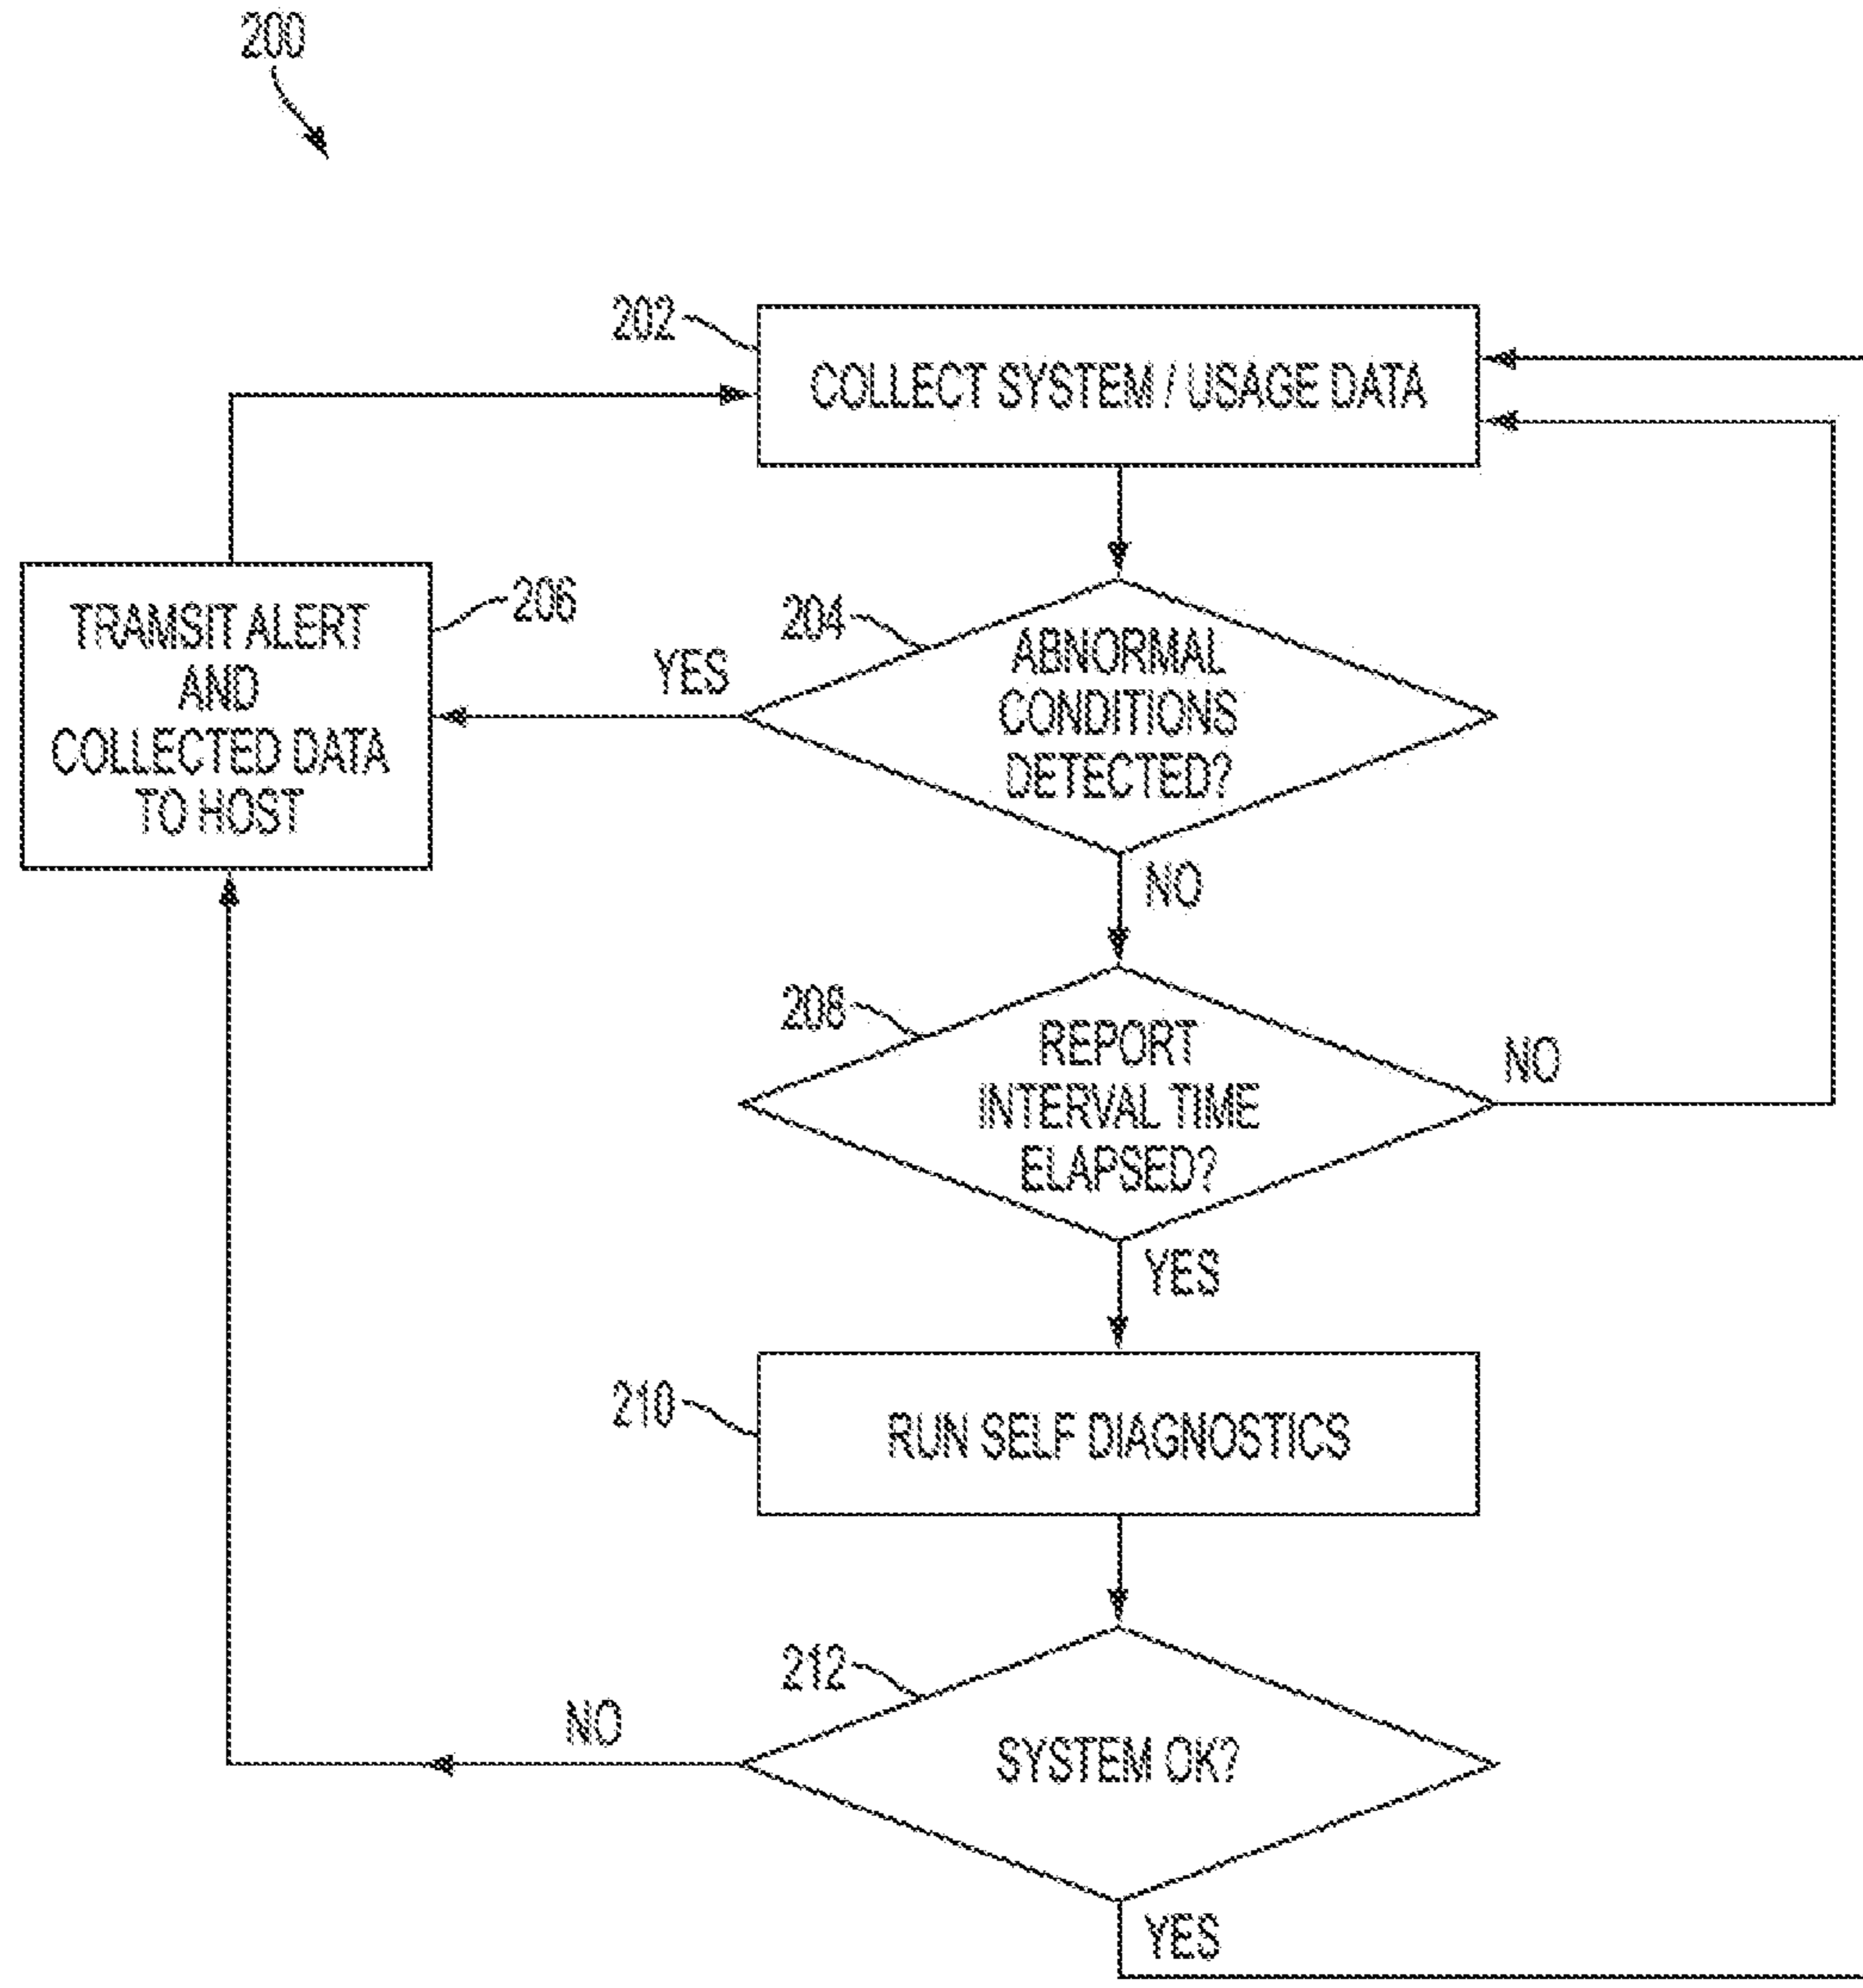 200
202
COLLECT SYSTEM / USAGE DATA
TRAMSIT ALERT
AND
COLLECTED DATA
TO HOST
206
YES
204
ABNORMAL
CONDITIONS
DETECTED?
NO
208
REPORT
INTERVAL TIME
ELAPSED?
NO
YES
210
RUN SELF DIAGNOSTICS
212
SYSTEM OK?
NO
YES